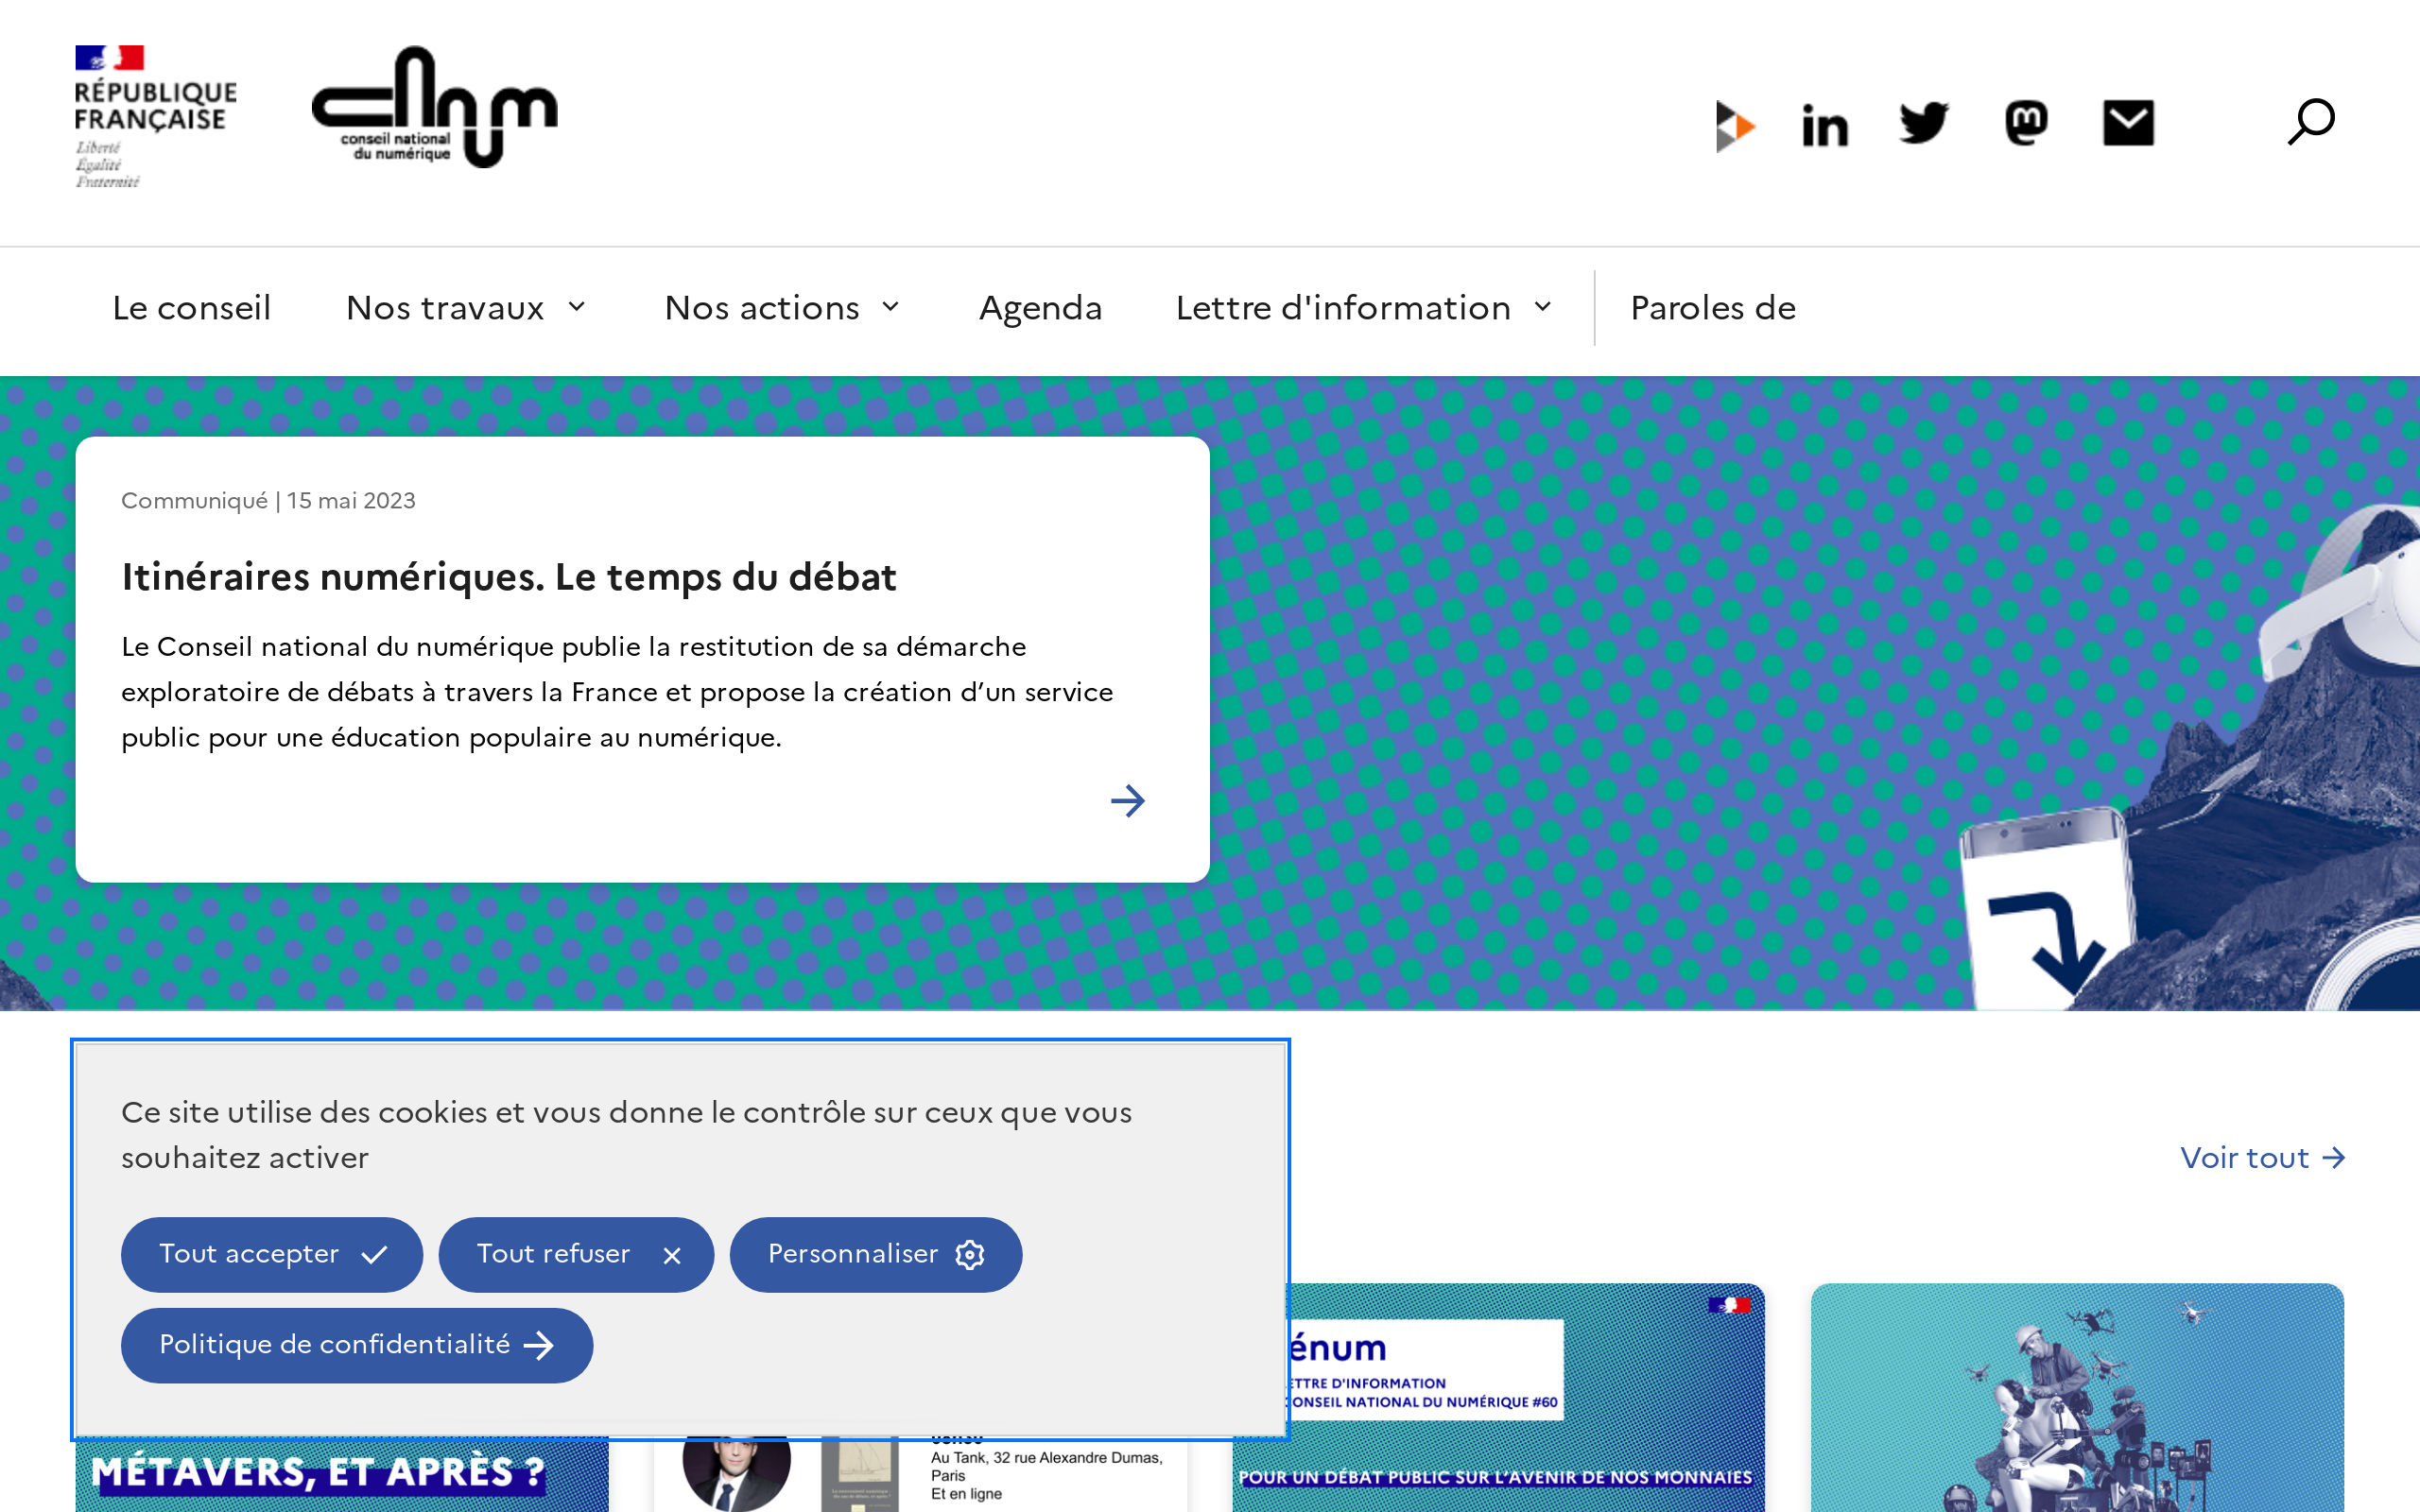 RÉPUBLIQUE
FRANÇAISE
Liberté
Égalité
Fraternité
cnnum
conseil national
du numérique
Le conseil
Nos travaux
Nos actions
Agenda
Lettre d'information
Paroles de
Communiqué | 15 mai 2023
Itinéraires numériques. Le temps du débat
Le Conseil national du numérique publie la restitution de sa démarche
exploratoire de débats à travers la France et propose la création d’un service
public pour une éducation populaire au numérique.
Ce site utilise des cookies et vous donne le contrôle sur ceux que vous
souhaitez activer
Voir tout
Tout accepter
Tout refuser
Personnaliser
Politique de confidentialité
énum
ETTRE D'INFORMATION
ONSEIL NATIONAL DU NUMÉRIQUE #60
MÉTAVERS, ET APRÈS ?
Au Tank, 32 rue Alexandre Dumas,
Paris
Et en ligne
POUR UN DÉBAT PUBLIC SUR L’AVENIR DE NOS MONNAIES